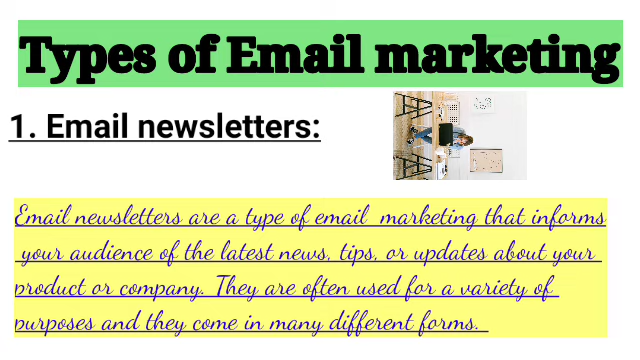 Types of Email marketing
1. Email newsletters:
Email newsletters are a type of email marketing that informs
your audience of the latest news, tips, or updates about your
product or company. They are often used for a variety of
purposes and they come in many different forms.